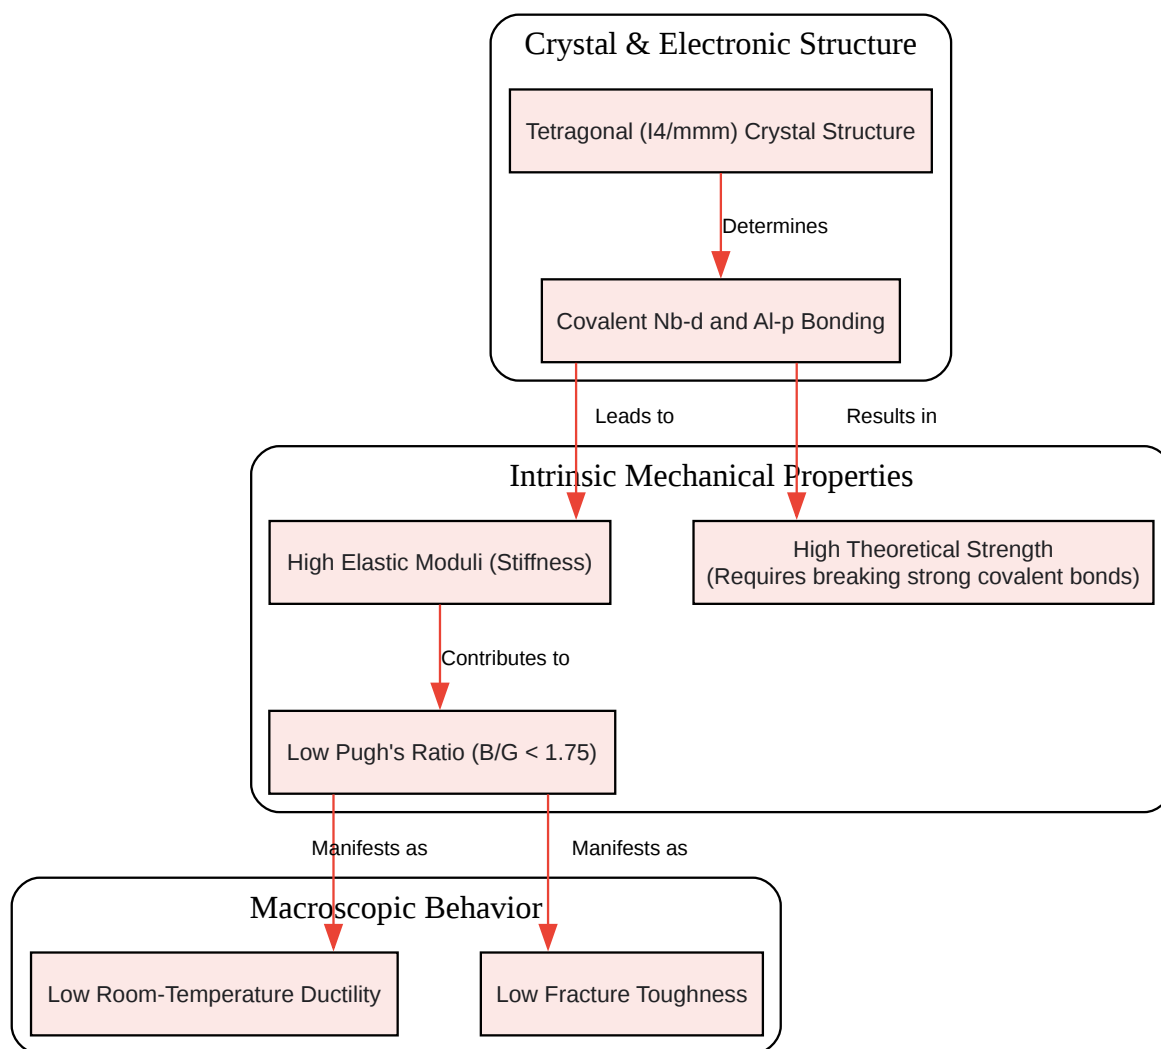 Crystal & Electronic Structure
Tetragonal (I4/mmm) Crystal Structure
Determines
Covalent Nb-d and Al-p Bonding
Leads to
Results in
Intrinsic Mechanical Properties
High Elastic Moduli (Stiffness)
High Theoretical Strength
(Requires breaking strong covalent bonds)
Contributes to
Low Pugh's Ratio (B/G < 1.75)
Manifests as
Manifests as
Macroscopic Behavior
Low Room-Temperature Ductility
Low Fracture Toughness